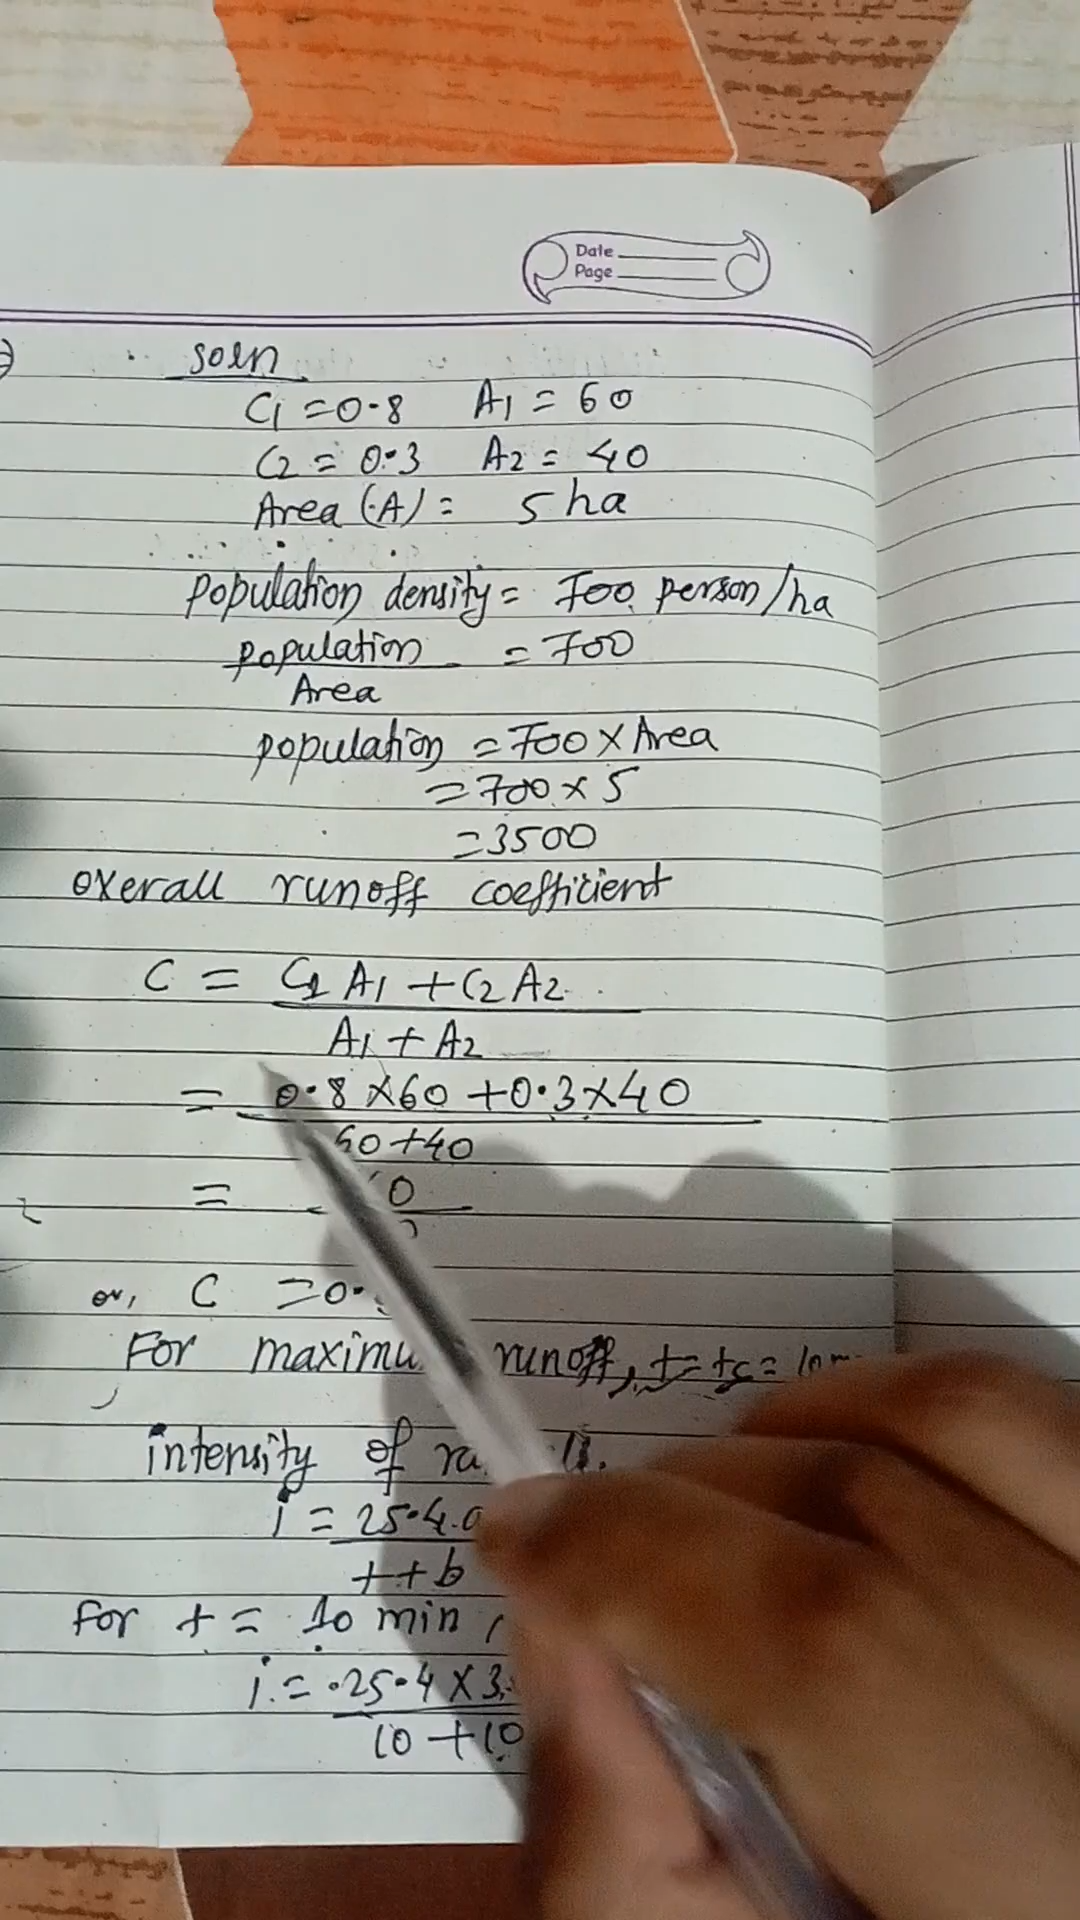 Date
Page
soln
C1 = 0.8 A1 = 60
C2 = 0.3 A2 = 40
Area (A) = 5 ha
population density = 700 person/ha
population = 700
Area
population = 700 × Area
= 700 × 5
= 3500
overall runoff coefficient
C = C1 A1 + C2 A2
A1 + A2
= 0.8 × 60 + 0.3 × 40
60 + 40
=
or, C = 0.
For runoff, t = tc = 10
intensity of
i = 25.4
t + b
For t = 10 min
i = 25.4 × 3
10 + 10